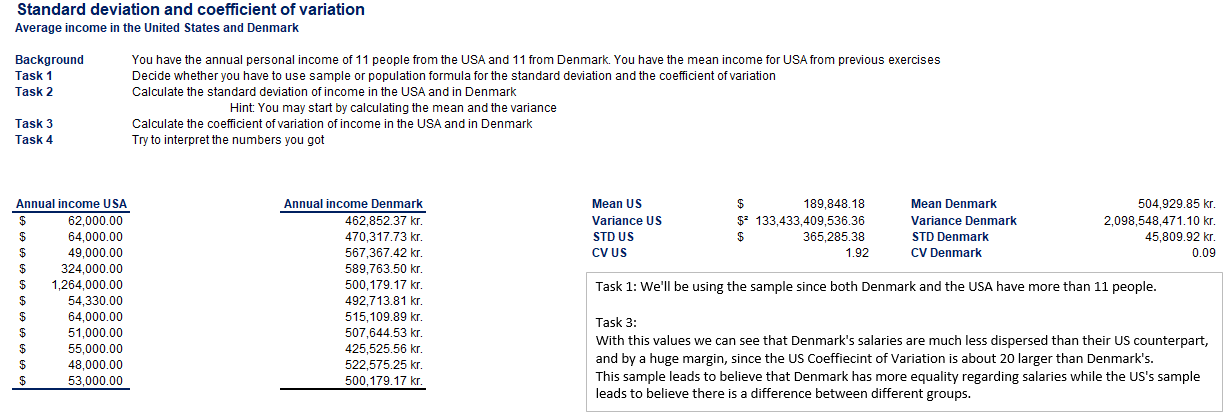 Standard deviation and coefficient of variation
Average income in the United States and Denmark
Background You have the annual personal income of 11 people from the USA and 11 from Denmark. You have the mean income for USA from previous exercises
Task 1 Decide whether you have to use sample or population formula for the standard deviation and the coefficient of variation
Task 2 Calculate the standard deviation of income in the USA and in Denmark
Hint: You may start by calculating the mean and the variance
Task 3 Calculate the coefficient of variation of income in the USA and in Denmark
Task 4 Try to interpret the numbers you got
Annual income USA Annual income Denmark Mean US $ 189,848.18 Mean Denmark 504,929.85 kr.
$ 62,000.00 462,852.37 kr. Variance US $² 133,433,409,536.36 Variance Denmark 2,098,548,471.10 kr.
$ 64,000.00 470,317.73 kr. STD US $ 365,285.38 STD Denmark 45,809.92 kr.
$ 49,000.00 567,367.42 kr. CV US 1.92 CV Denmark 0.09
$ 324,000.00 589,763.50 kr.
$ 1,264,000.00 500,179.17 kr.
$ 54,330.00 492,713.81 kr.
$ 64,000.00 515,109.89 kr.
$ 51,000.00 507,644.53 kr.
$ 55,000.00 425,525.56 kr.
$ 48,000.00 522,575.25 kr.
$ 53,000.00 500,179.17 kr.
Task 1: We'll be using the sample since both Denmark and the USA have more than 11 people.
Task 3:
With this values we can see that Denmark's salaries are much less dispersed than their US counterpart,
and by a huge margin, since the US Coeffiecint of Variation is about 20 larger than Denmark's.
This sample leads to believe that Denmark has more equality regarding salaries while the US's sample
leads to believe there is a difference between different groups.